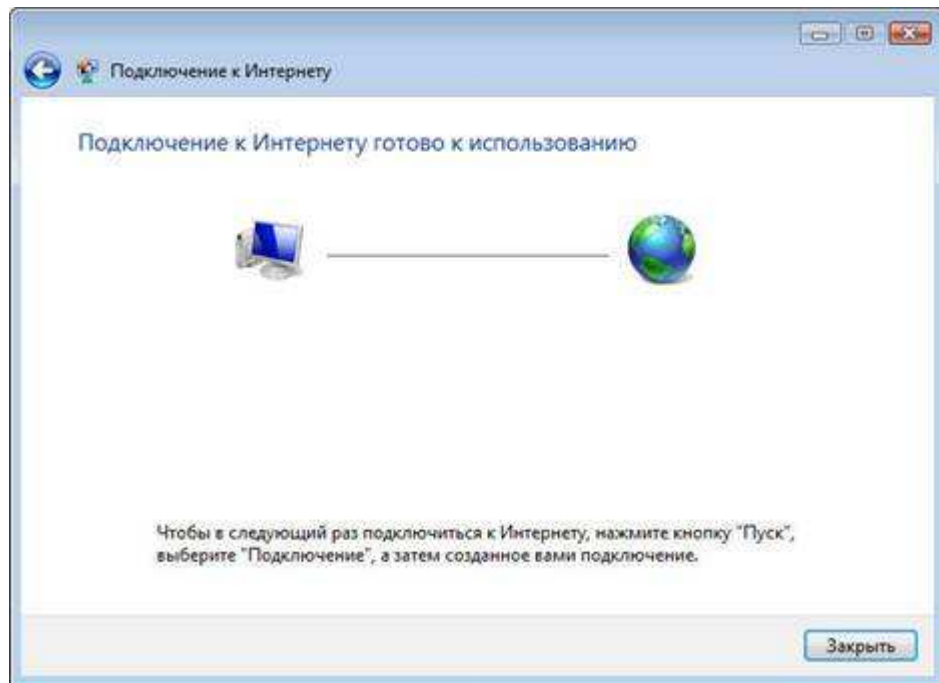 Подключение к Интернету
Подключение к Интернету готово к использованию
Чтобы в следующий раз подключиться к Интернету, нажмите кнопку "Пуск",
выберите "Подключение", а затем созданное вами подключение.
Закрыть